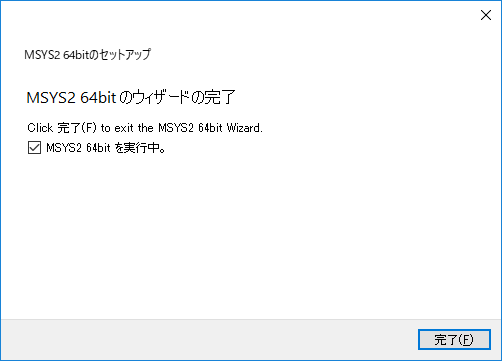 MSYS2 64bitのセットアップ
MSYS2 64bit のウィザードの完了
Click 完了(F) to exit the MSYS2 64bit Wizard.
MSYS2 64bit を実行中。
完了(F)